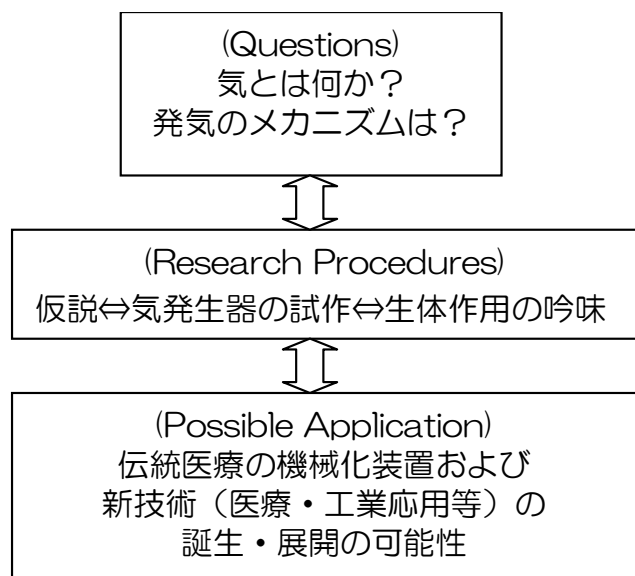 (Questions)
気とは何か？
発気のメカニズムは？
(Research Procedures)
仮説⇔気発生器の試作⇔生体作用の吟味
(Possible Application)
伝統医療の機械化装置および
新技術（医療・工業応用等）の
誕生・展開の可能性